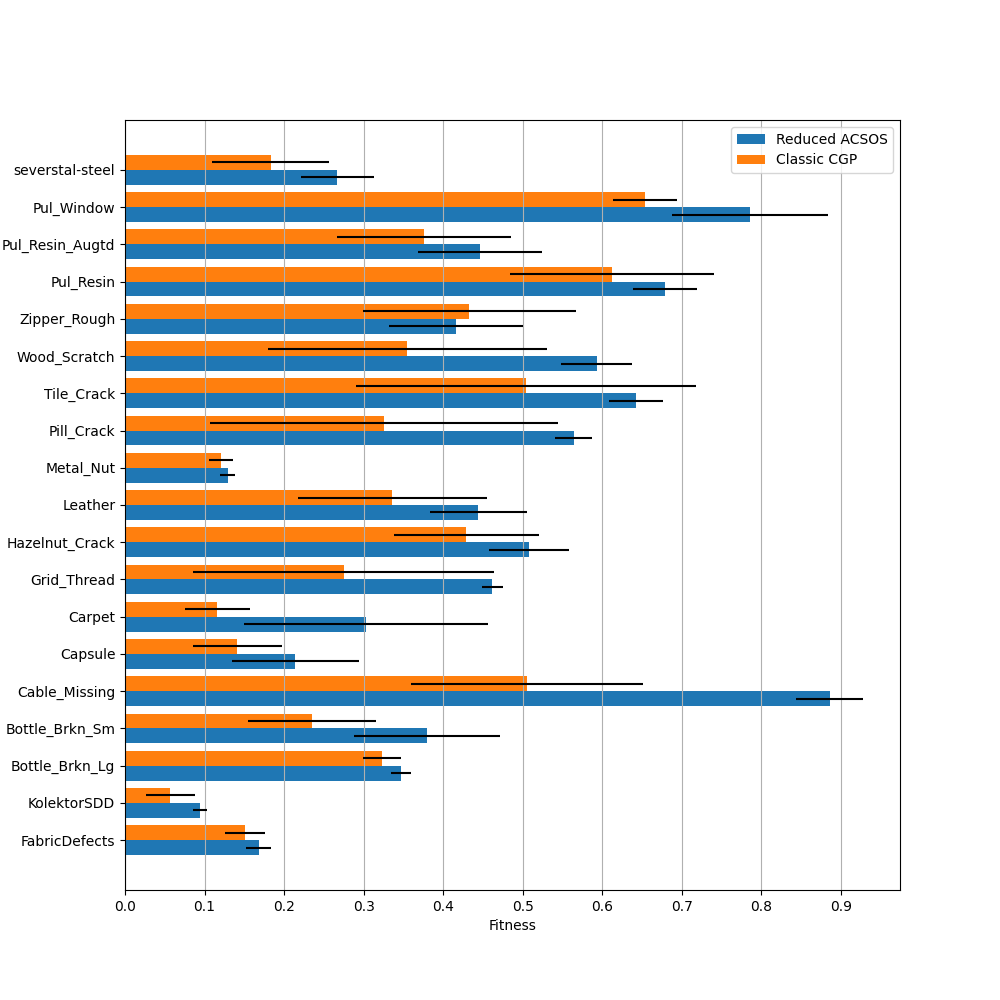 Reduced ACSOS
Classic CGP
severstal-steel
Pul_Window
Pul_Resin_Augtd
Pul_Resin
Zipper_Rough
Wood_Scratch
Tile_Crack
Pill_Crack
Metal_Nut
Leather
Hazelnut_Crack
Grid_Thread
Carpet
Capsule
Cable_Missing
Bottle_Brkn_Sm
Bottle_Brkn_Lg
KolektorSDD
FabricDefects
0.0 0.1 0.2 0.3 0.4 0.5 0.6 0.7 0.8 0.9
Fitness